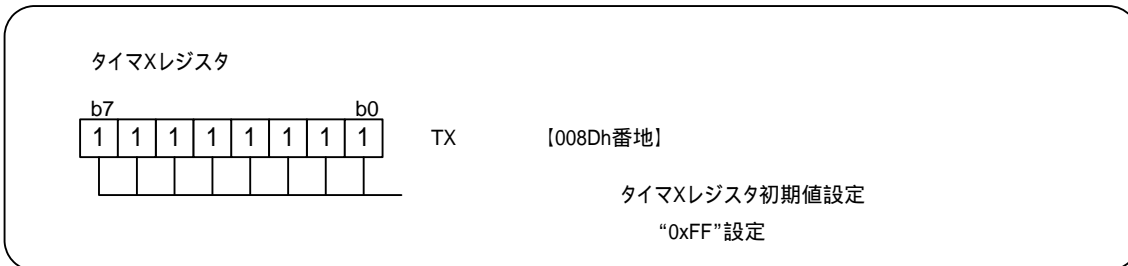 タイマXレジスタ
b7 b0
1 1 1 1 1 1 1 1 TX 【008Dh番地】
タイマXレジスタ初期値設定
“0xFF”設定